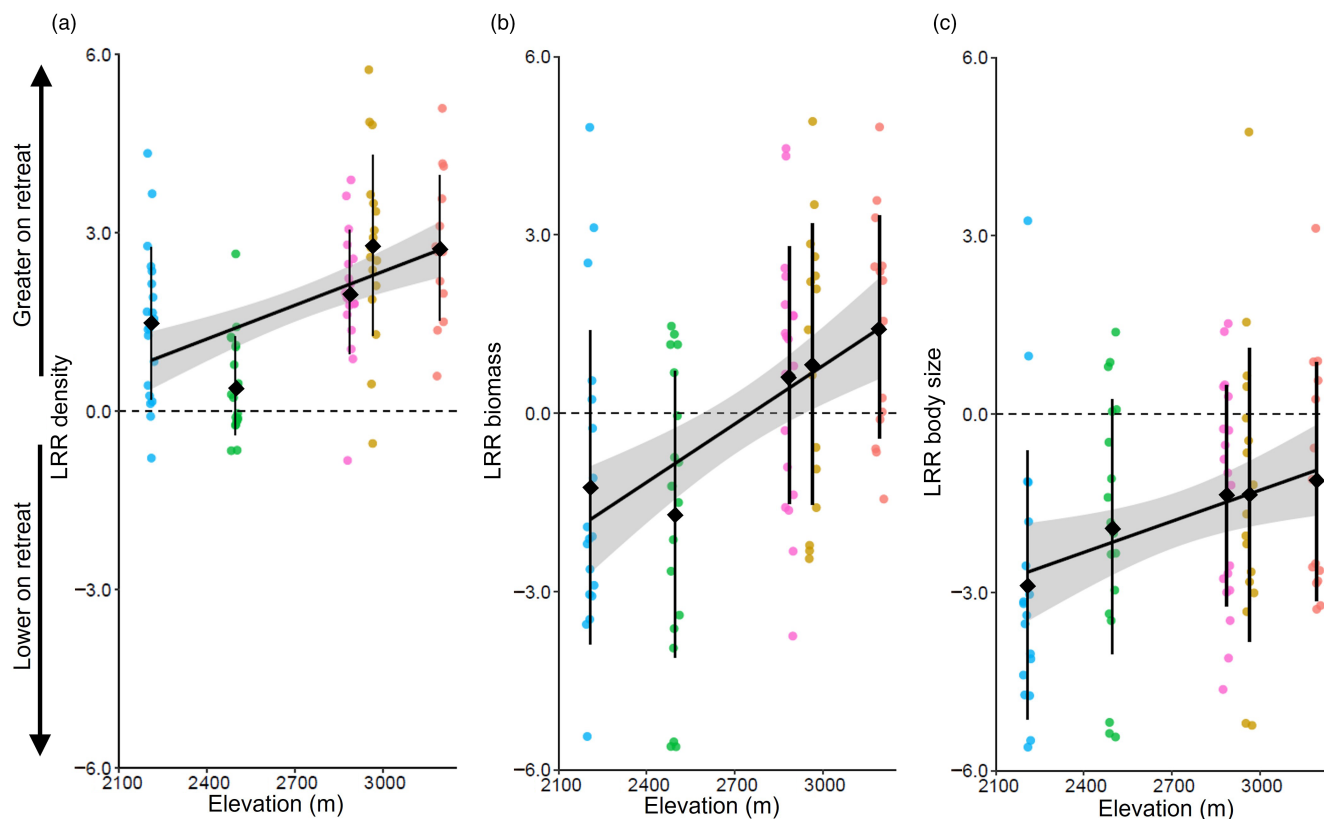 (a)
(b)
(c)
Greater on retreat
Lower on retreat
LRR density
6.0
3.0
0.0
−3.0
−6.0
2100
2400
2700
3000
Elevation (m)
LRR biomass
6.0
3.0
0.0
−3.0
−6.0
2100
2400
2700
3000
Elevation (m)
LRR body size
6.0
3.0
0.0
−3.0
−6.0
2100
2400
2700
3000
Elevation (m)